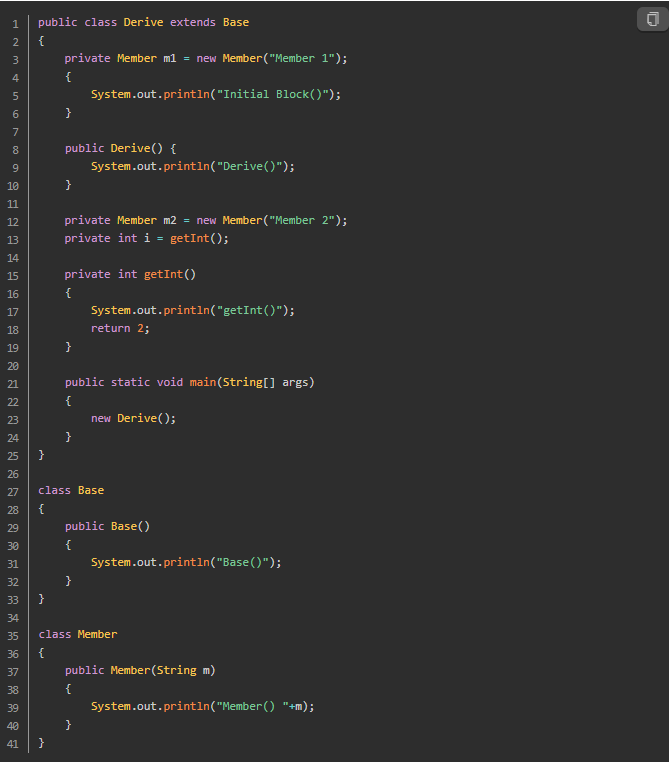 1 public class Derive extends Base
2 {
3     private Member m1 = new Member("Member 1");
4     {
5         System.out.println("Initial Block()");
6     }
7
8     public Derive() {
9         System.out.println("Derive()");
10     }
11
12     private Member m2 = new Member("Member 2");
13     private int i = getInt();
14
15     private int getInt()
16     {
17         System.out.println("getInt()");
18         return 2;
19     }
20
21     public static void main(String[] args)
22     {
23         new Derive();
24     }
25 }
26
27 class Base
28 {
29     public Base()
30     {
31         System.out.println("Base()");
32     }
33 }
34
35 class Member
36 {
37     public Member(String m)
38     {
39         System.out.println("Member() "+m);
40     }
41 }